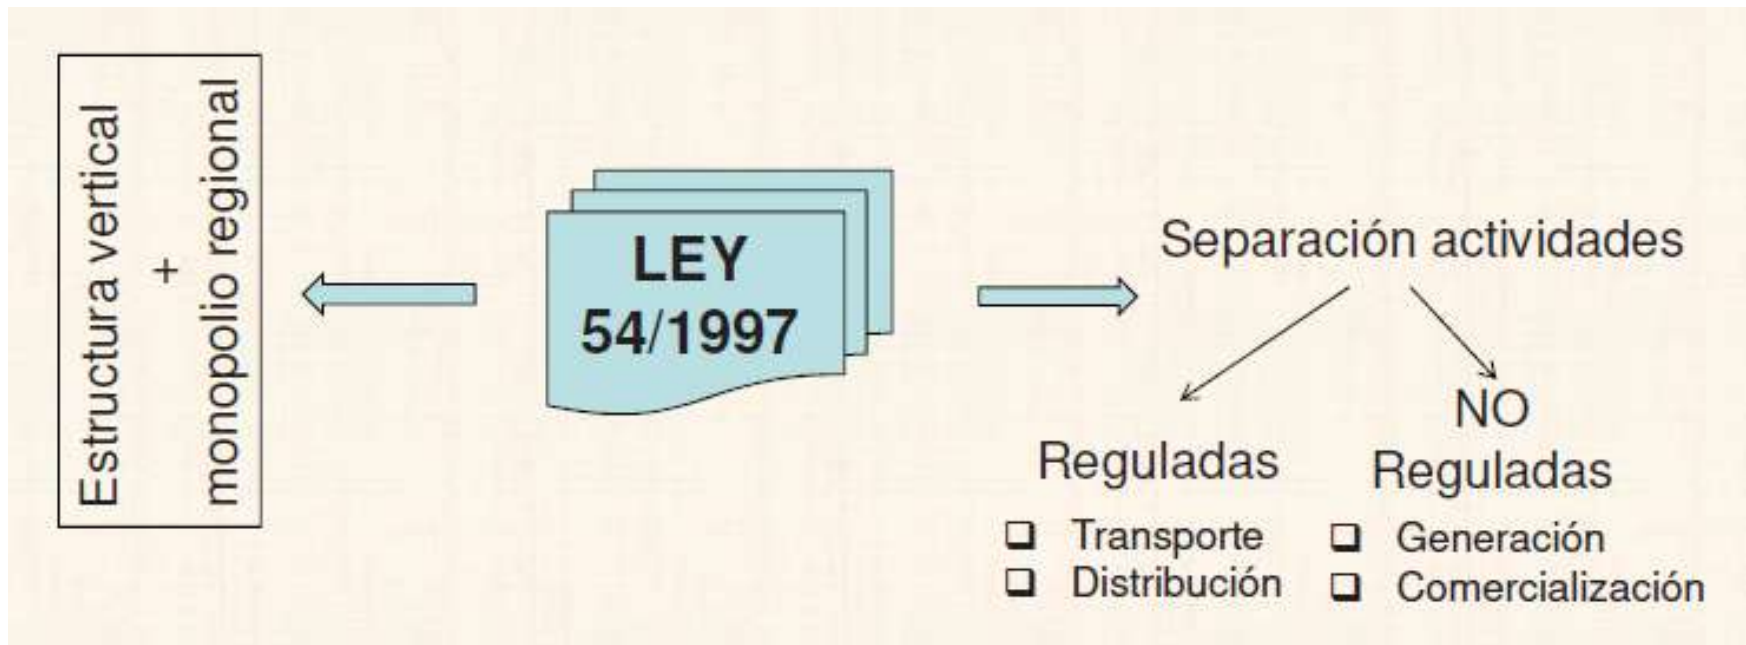 Estructura vertical
+
monopolio regional
LEY
54/1997
Separación actividades
Reguladas
Transporte
Distribución
NO
Reguladas
Generación
Comercialización